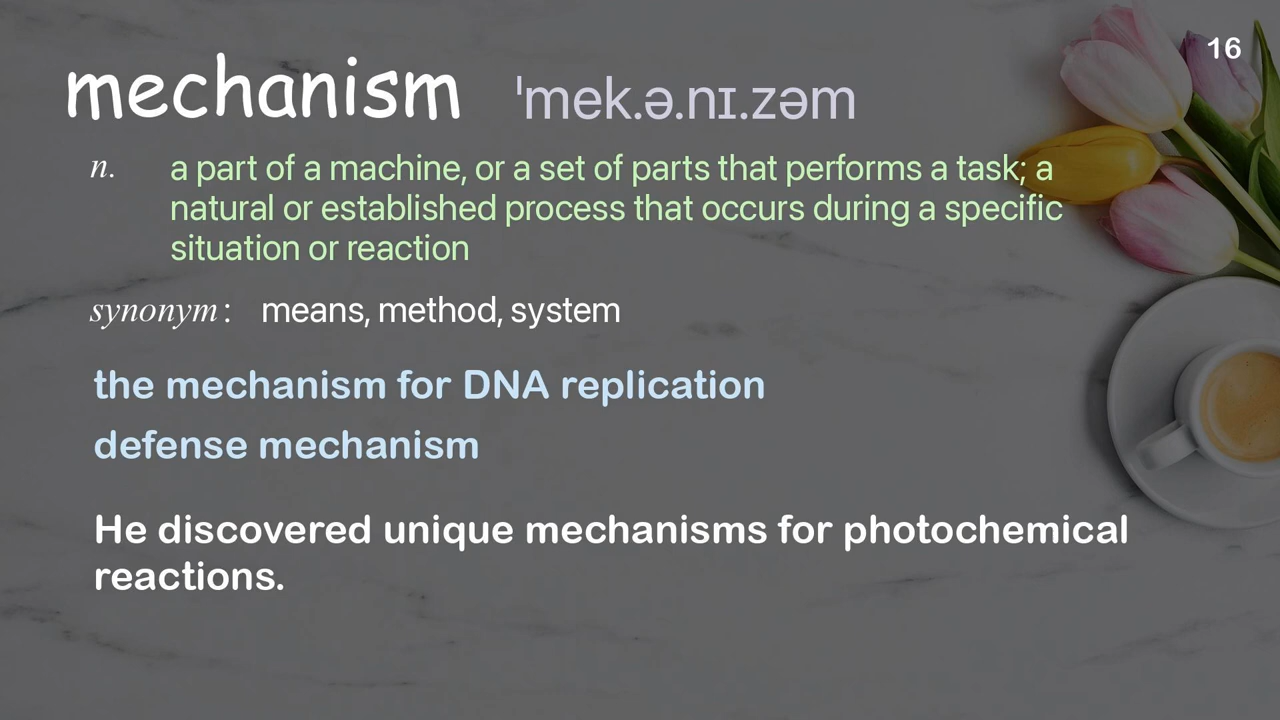 16
mechanism ˈmek.ə.nɪ.zəm
n. a part of a machine, or a set of parts that performs a task; a
natural or established process that occurs during a specific
situation or reaction
synonym: means, method, system
the mechanism for DNA replication
defense mechanism
He discovered unique mechanisms for photochemical
reactions.